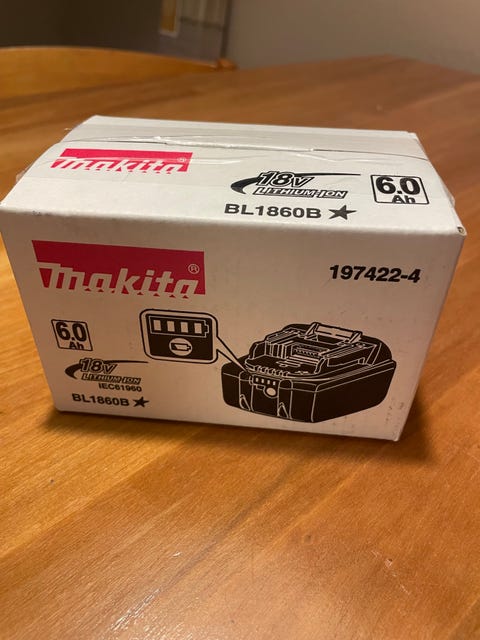 makita®
18V
LITHIUM-ION
6.0
Ah
BL1860B ★
makita®
197422-4
6.0
Ah
18V
LITHIUM-ION
IEC61960
BL1860B ★